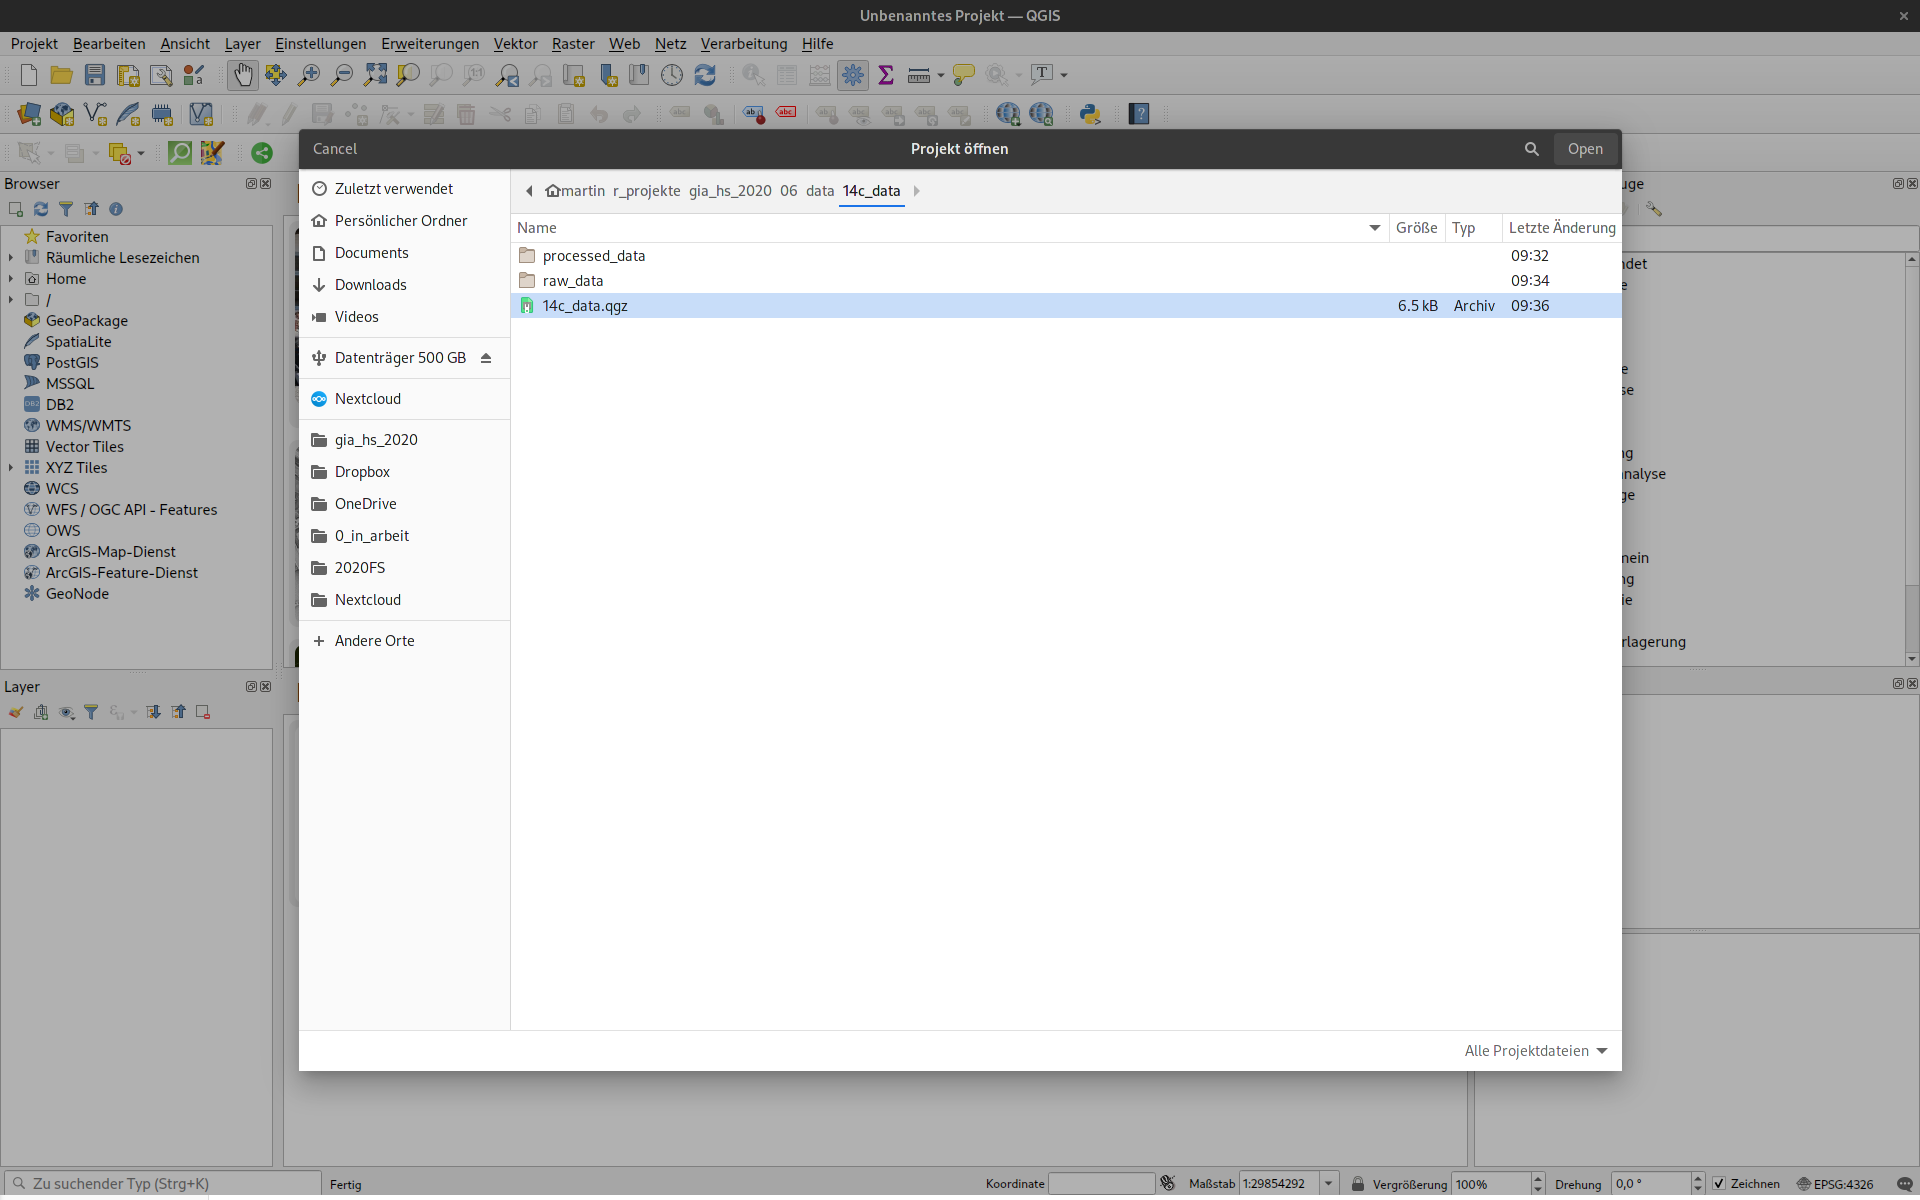 Unbenanntes Projekt — QGIS
Projekt Bearbeiten Ansicht Layer Einstellungen Erweiterungen Vektor Raster Web Netz Verarbeitung Hilfe
Cancel Projekt öffnen Open
Browser
Favoriten
Räumliche Lesezeichen
Home
/
GeoPackage
SpatiaLite
PostGIS
MSSQL
DB2
WMS/WMTS
Vector Tiles
XYZ Tiles
WCS
WFS / OGC API - Features
OWS
ArcGIS-Map-Dienst
ArcGIS-Feature-Dienst
GeoNode
Layer
Zuletzt verwendet
Persönlicher Ordner
Documents
Downloads
Videos
Datenträger 500 GB
Nextcloud
gia_hs_2020
Dropbox
OneDrive
0_in_arbeit
2020FS
Nextcloud
Andere Orte
martin r_projekte gia_hs_2020 06 data 14c_data
Name Größe Typ Letzte Änderung
processed_data 09:32
raw_data 09:34
14c_data.qgz 6.5 kB Archiv 09:36
Alle Projektdateien
uge
ndet
e
e
se
ng
nalyse
ge
mein
ng
ie
rlagerung
Zu suchender Typ (Strg+K) Fertig Koordinate Maßstab 1:29854292 Vergrößerung 100% Drehung 0,0 ° Zeichnen EPSG:4326